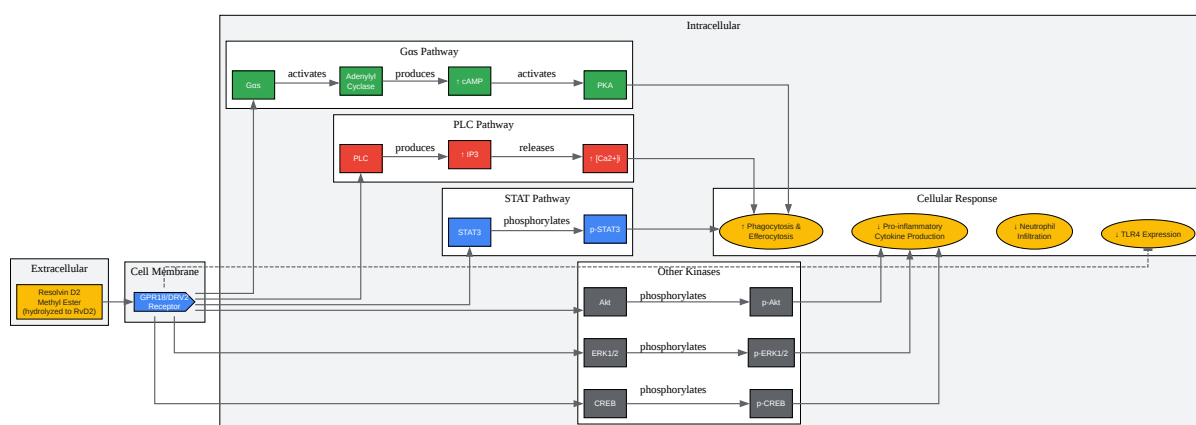 Intracellular
Gαs Pathway
Gαs
activates
Adenylyl
Cyclase
produces
↑ cAMP
activates
PKA
PLC Pathway
PLC
produces
↑ IP3
releases
↑ [Ca2+]i
STAT Pathway
STAT3
phosphorylates
p-STAT3
Cellular Response
↑ Phagocytosis &
Efferocytosis
↓ Pro-inflammatory
Cytokine Production
↓ Neutrophil
Infiltration
↓ TLR4 Expression
Extracellular
Resolvin D2
Methyl Ester
(hydrolyzed to RvD2)
Cell Membrane
GPR18/DRV2
Receptor
Other Kinases
Akt
phosphorylates
p-Akt
ERK1/2
phosphorylates
p-ERK1/2
CREB
phosphorylates
p-CREB